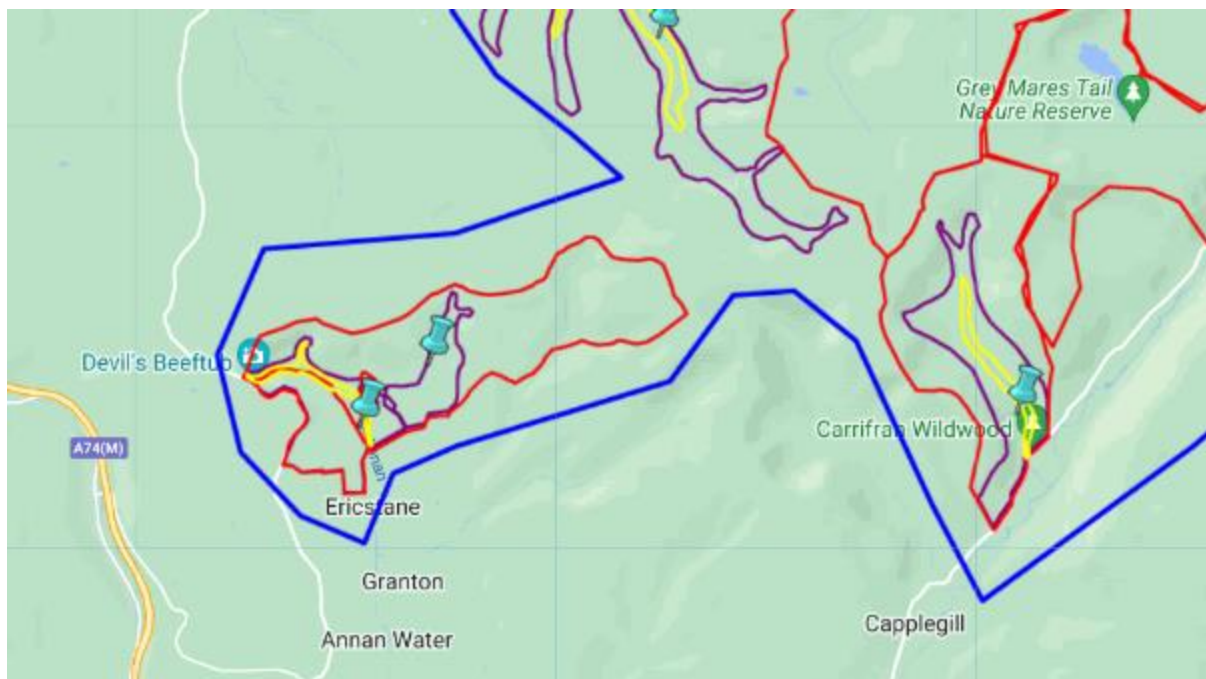 Grey Mares Tail
Nature Reserve
Devil's Beeftub
Carrifran Wildwood
A74(M)
Ericstane
Granton
Annan Water
Capplegill